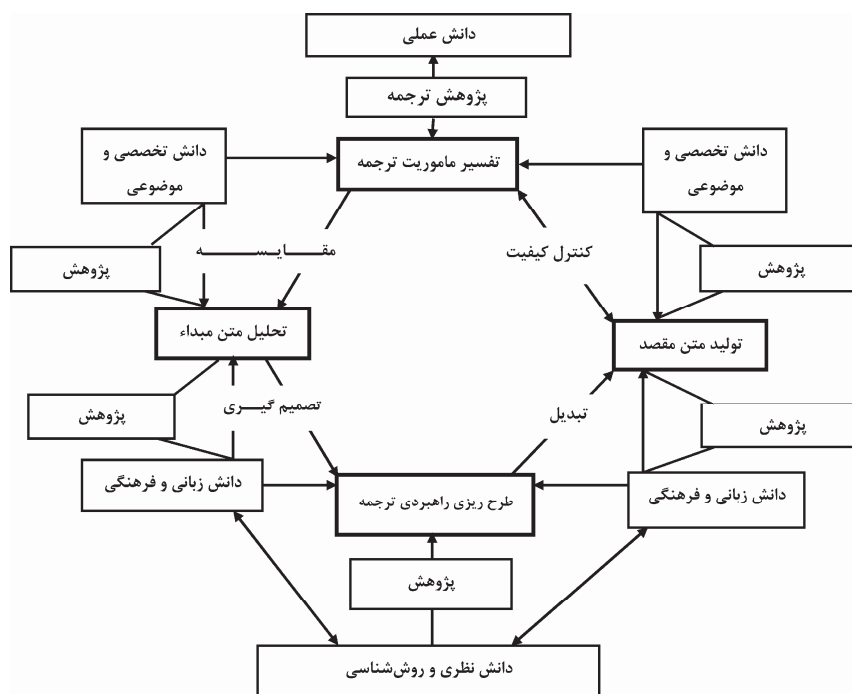 دانش عملی
پژوهش ترجمه
دانش تخصصی و
موضوعی
تفسیر ماموریت ترجمه
دانش تخصصی و
موضوعی
پژوهش
مقـــایـــســـــــه
کنترل کیفیت
پژوهش
تحلیل متن مبداء
تولید متن مقصد
پژوهش
تصمیم گیـــری
تبدیل
پژوهش
دانش زبانی و فرهنگی
طرح ریزی راهبردی ترجمه
دانش زبانی و فرهنگی
پژوهش
دانش نظری و روش‌شناسی